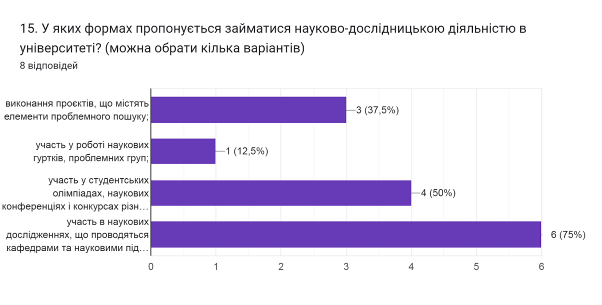 15. У яких формах пропонується займатися науково-дослідницькою діяльністю в
університеті? (можна обрати кілька варіантів)
8 відповідей
виконання проєктів, що містять
елементи проблемного пошуку;
3 (37,5%)
участь у роботі наукових
гуртків, проблемних груп;
1 (12,5%)
участь у студентських
олімпіадах, наукових
конференціях і конкурсах різн…
4 (50%)
участь в наукових
дослідженнях, що проводяться
кафедрами та науковими під…
6 (75%)
0 1 2 3 4 5 6